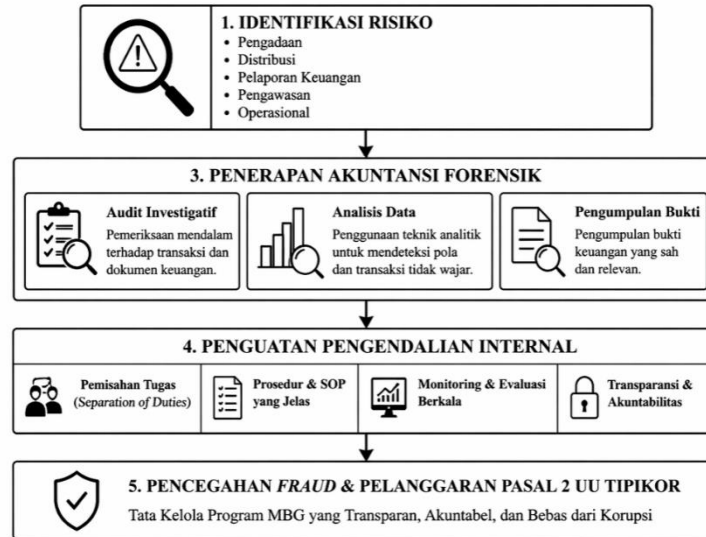 1. IDENTIFIKASI RISIKO
• Pengadaan
• Distribusi
• Pelaporan Keuangan
• Pengawasan
• Operasional
3. PENERAPAN AKUNTANSI FORENSIK
Audit Investigatif
Pemeriksaan mendalam
terhadap transaksi dan
dokumen keuangan.
Analisis Data
Penggunaan teknik analitik
untuk mendeteksi pola
dan transaksi tidak wajar.
Pengumpulan Bukti
Pengumpulan bukti
keuangan yang sah
dan relevan.
4. PENGUATAN PENGENDALIAN INTERNAL
Pemisahan Tugas
(Separation of Duties)
Prosedur & SOP
yang Jelas
Monitoring & Evaluasi
Berkala
Transparansi &
Akuntabilitas
5. PENCEGAHAN FRAUD & PELANGGARAN PASAL 2 UU TIPIKOR
Tata Kelola Program MBG yang Transparan, Akuntabel, dan Bebas dari Korupsi